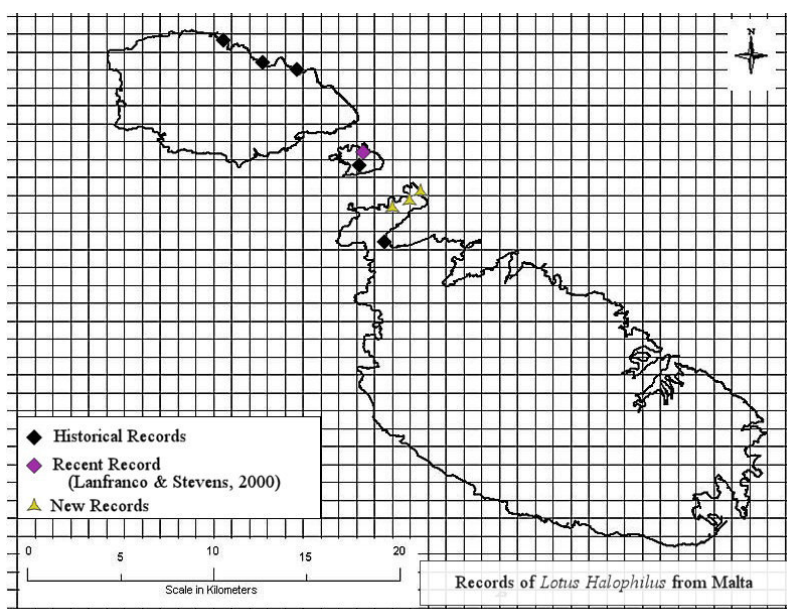 N
Historical Records
Recent Record
(Lanfranco & Stevens, 2000)
New Records
0 5 10 15 20
Scale in Kilometers
Records of Lotus Halophilus from Malta